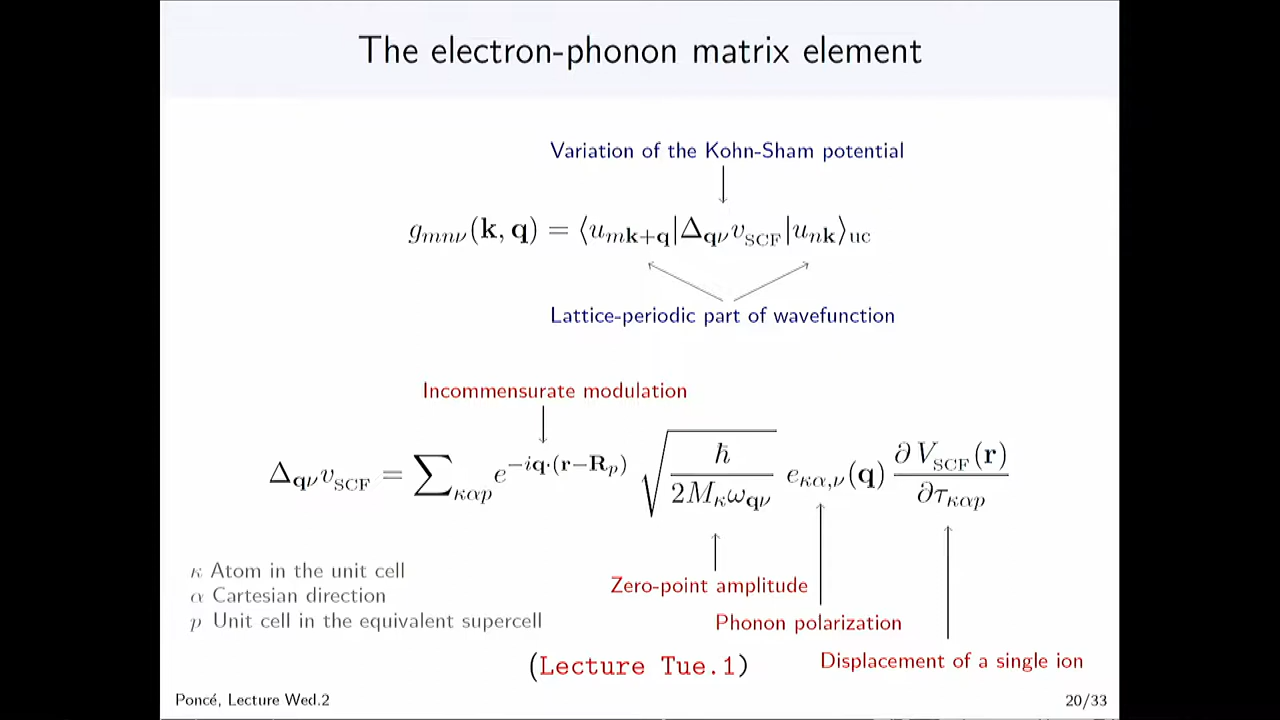 The electron-phonon matrix element
Variation of the Kohn-Sham potential
g_{mnν}(𝐤, 𝐪) = ⟨u_{m𝐤+𝐪}|Δ_{𝐪ν}v_{SCF}|u_{n𝐤}⟩_{uc}
Lattice-periodic part of wavefunction
Incommensurate modulation
Δ_{𝐪ν}v_{SCF} = ∑_{καp} e^{−i𝐪·(𝐫−𝐑_p)} √(ħ / 2M_κω_{𝐪ν}) e_{κα,ν}(𝐪) ∂V_{SCF}(𝐫) / ∂τ_{καp}
κ Atom in the unit cell
α Cartesian direction
p Unit cell in the equivalent supercell
Zero-point amplitude
Phonon polarization
Displacement of a single ion
(Lecture Tue.1)
Poncé, Lecture Wed.2
20/33